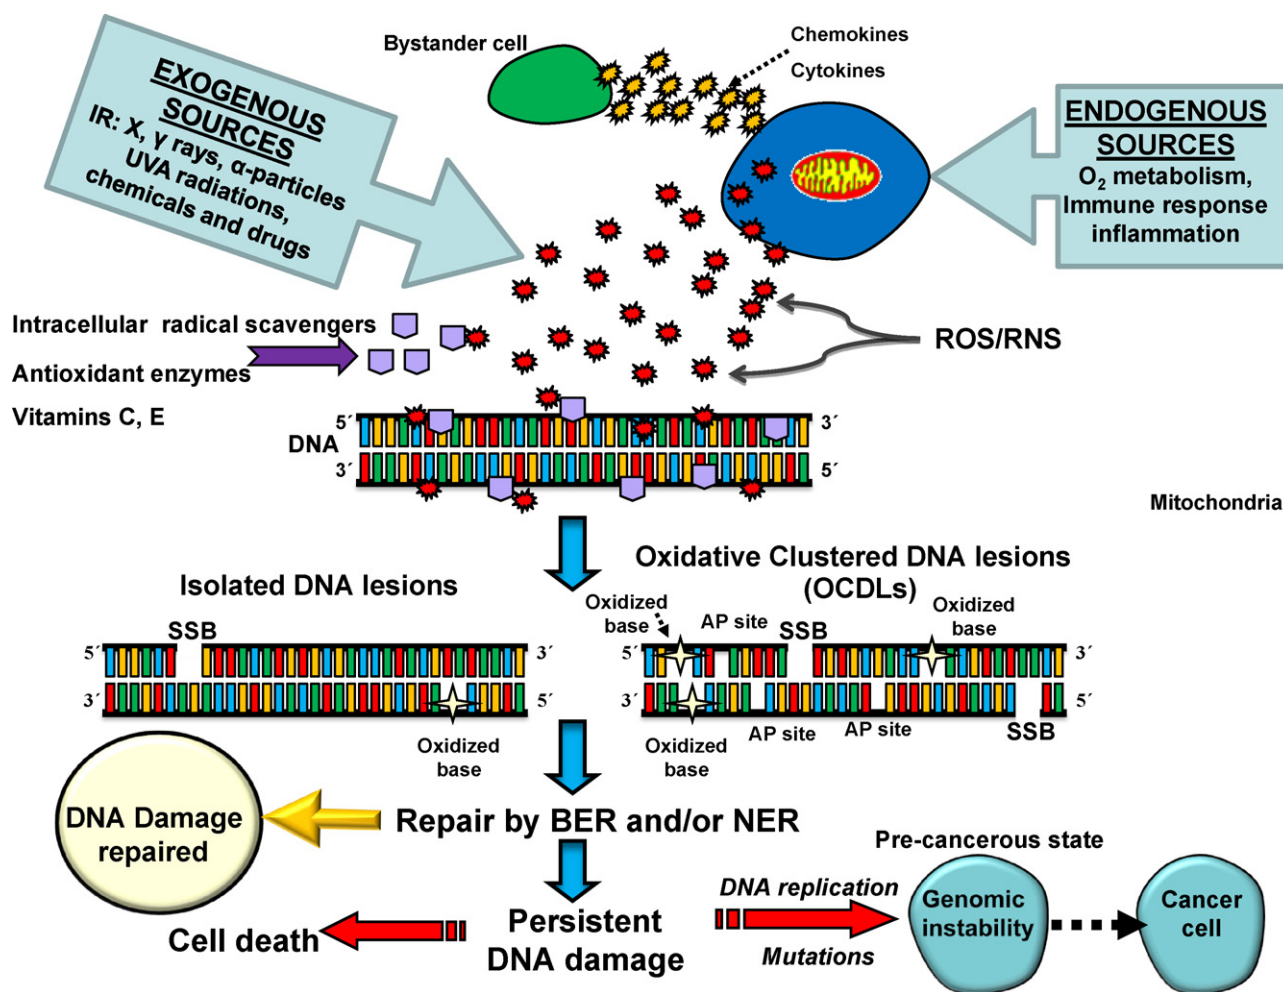 Bystander cell
Chemokines
Cytokines
EXOGENOUS
SOURCES
IR: X, γ rays, α-particles
UVA radiations,
chemicals and drugs
ENDOGENOUS
SOURCES
O₂ metabolism,
Immune response
inflammation
Intracellular radical scavengers
Antioxidant enzymes
Vitamins C, E
ROS/RNS
5´
3´
DNA
3´
5´
Mitochondria
Isolated DNA lesions
SSB
5´
3´
3´
5´
Oxidized
base
Oxidative Clustered DNA lesions
(OCDLs)
Oxidized
base
AP site
SSB
Oxidized
base
5´
3´
3´
5´
Oxidized
base
AP site
AP site
SSB
DNA Damage
repaired
Repair by BER and/or NER
Persistent
DNA damage
Cell death
DNA replication
Mutations
Pre-cancerous state
Genomic
instability
Cancer
cell